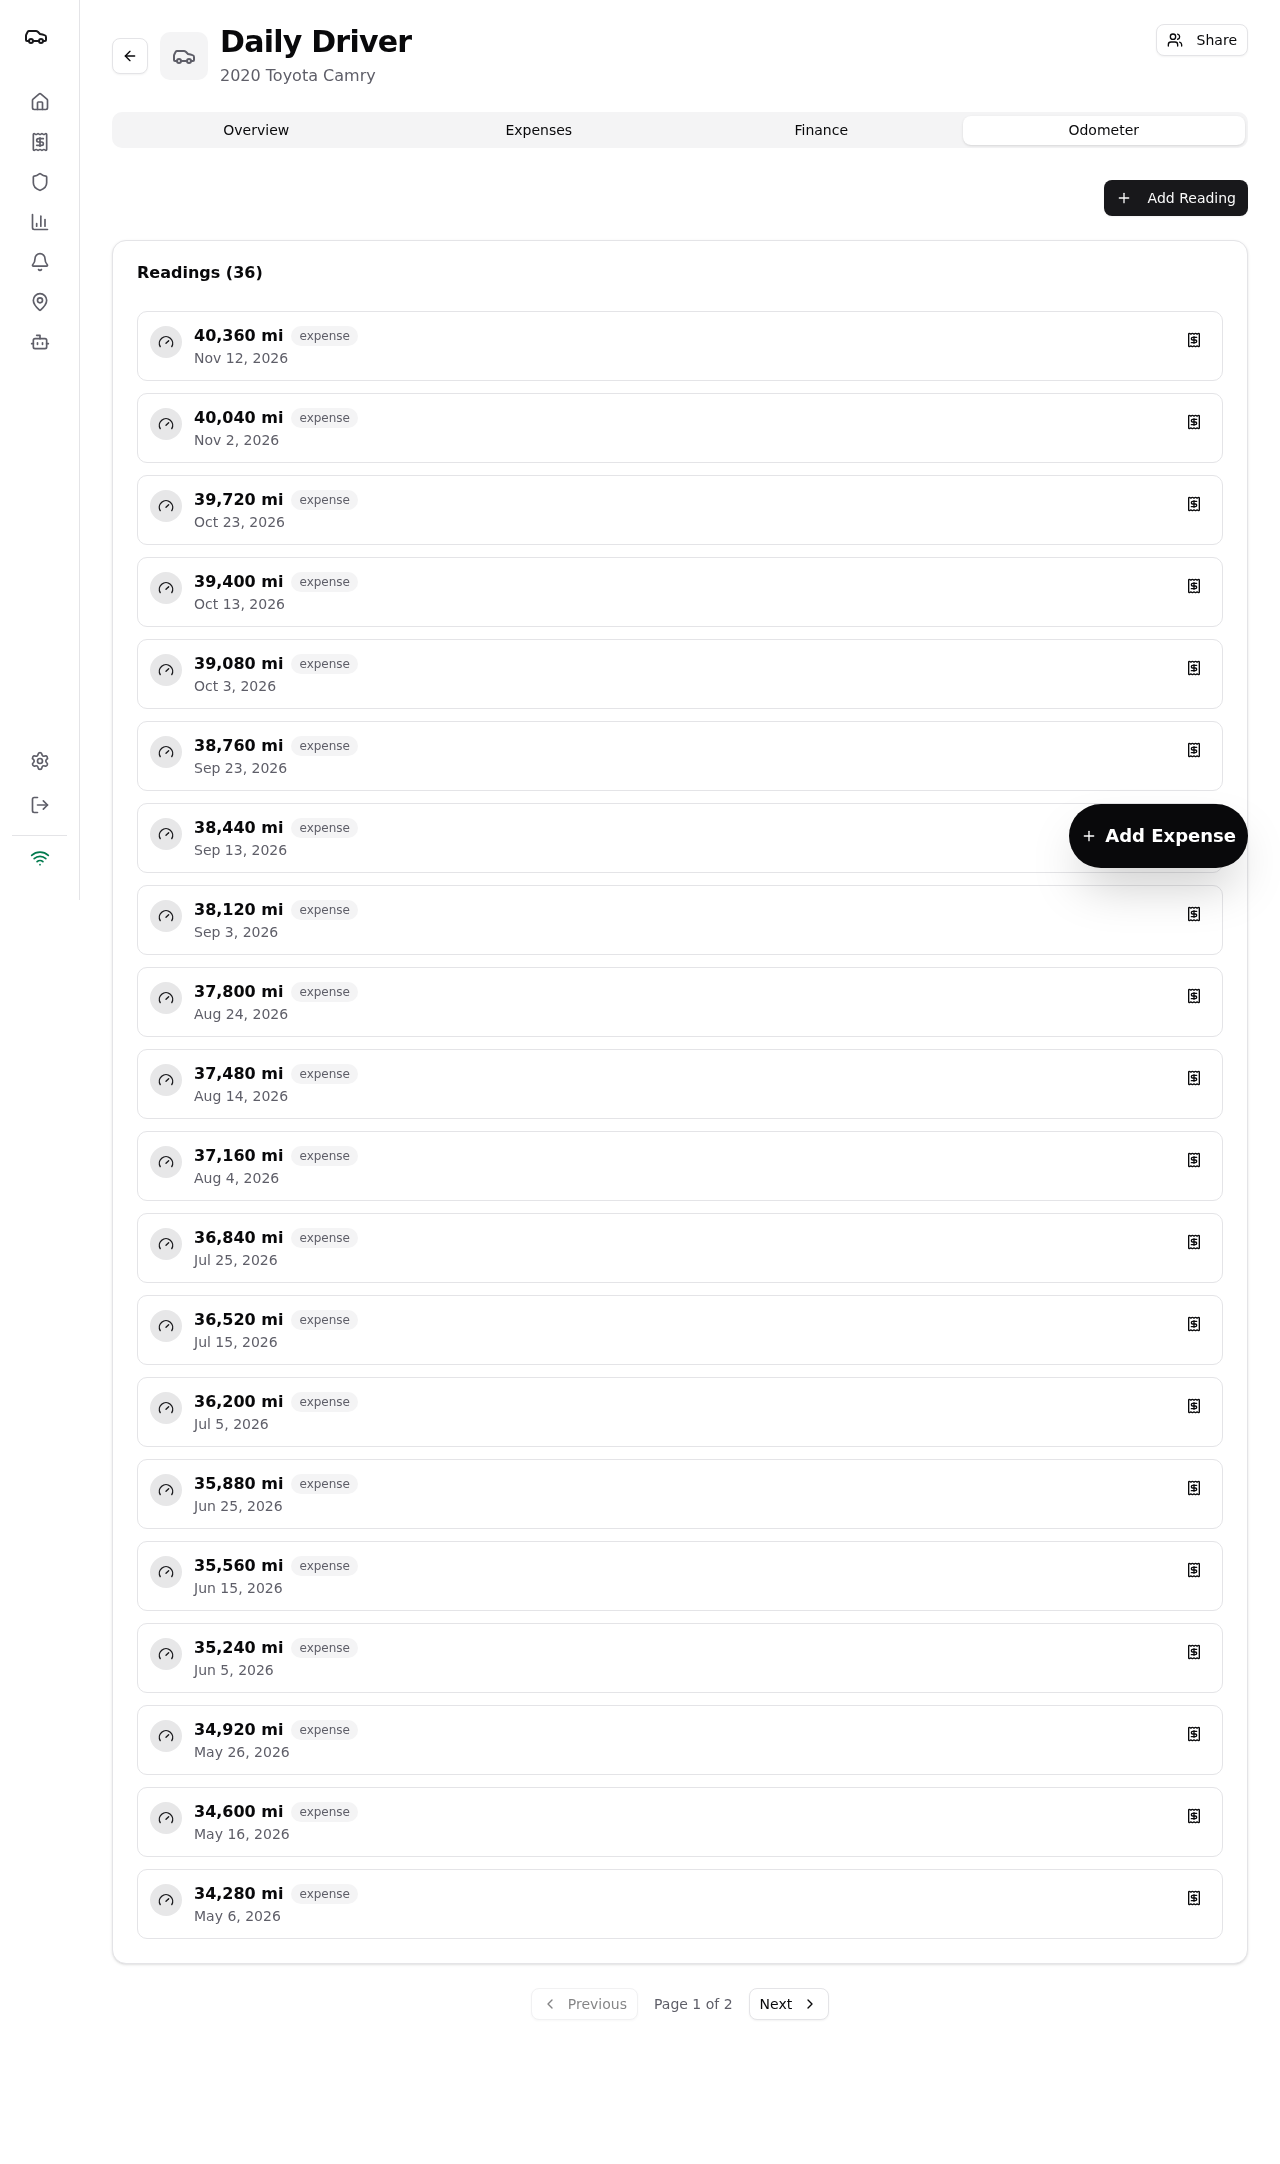 Daily Driver
2020 Toyota Camry
Share
Overview
Expenses
Finance
Odometer
Add Reading
Readings (36)
40,360 mi expense
Nov 12, 2026
40,040 mi expense
Nov 2, 2026
39,720 mi expense
Oct 23, 2026
39,400 mi expense
Oct 13, 2026
39,080 mi expense
Oct 3, 2026
38,760 mi expense
Sep 23, 2026
38,440 mi expense
Sep 13, 2026
Add Expense
38,120 mi expense
Sep 3, 2026
37,800 mi expense
Aug 24, 2026
37,480 mi expense
Aug 14, 2026
37,160 mi expense
Aug 4, 2026
36,840 mi expense
Jul 25, 2026
36,520 mi expense
Jul 15, 2026
36,200 mi expense
Jul 5, 2026
35,880 mi expense
Jun 25, 2026
35,560 mi expense
Jun 15, 2026
35,240 mi expense
Jun 5, 2026
34,920 mi expense
May 26, 2026
34,600 mi expense
May 16, 2026
34,280 mi expense
May 6, 2026
Previous
Page 1 of 2
Next